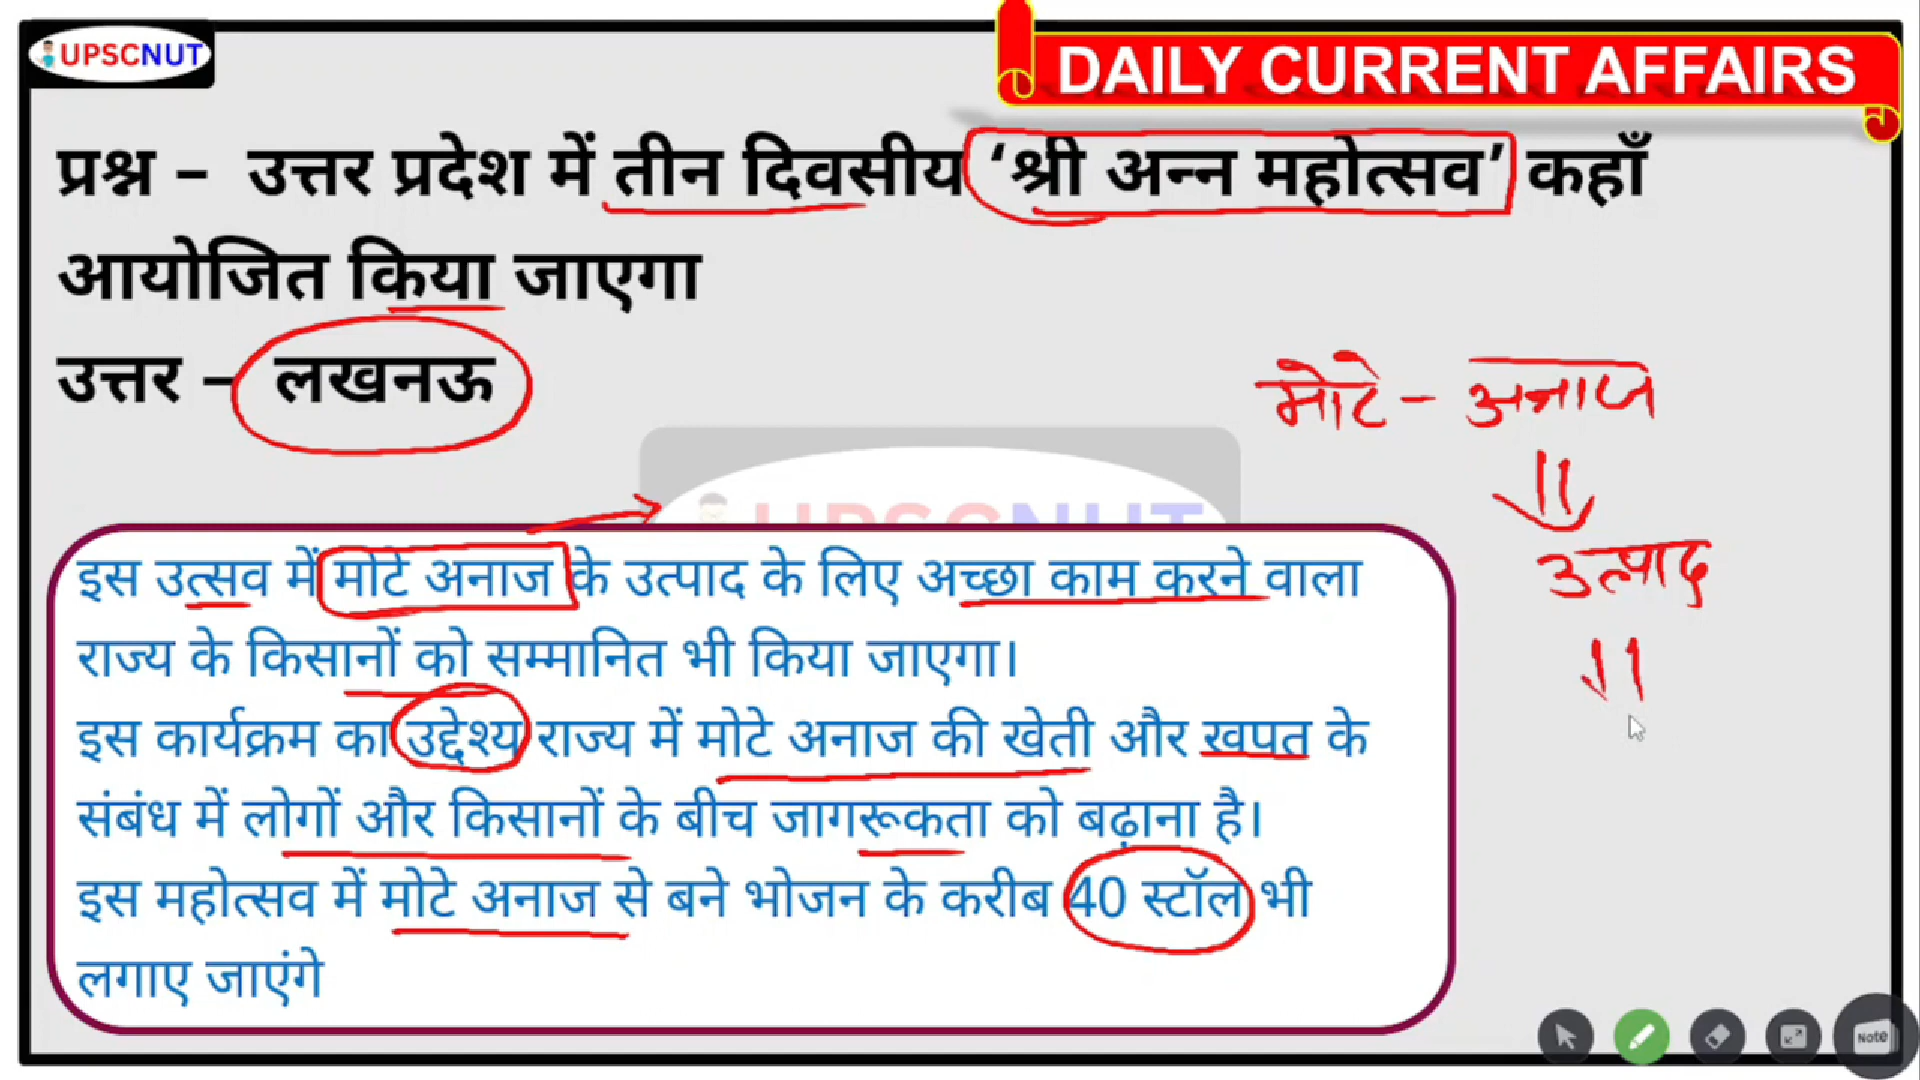 UPSCNUT
DAILY CURRENT AFFAIRS
प्रश्न – उत्तर प्रदेश में तीन दिवसीय ‘श्री अन्न महोत्सव’ कहाँ
आयोजित किया जाएगा
उत्तर – लखनऊ
मोटे - अनाज
उत्पाद
UPSCNUT
इस उत्सव में मोटे अनाज के उत्पाद के लिए अच्छा काम करने वाला
राज्य के किसानों को सम्मानित भी किया जाएगा।
इस कार्यक्रम का उद्देश्य राज्य में मोटे अनाज की खेती और खपत के
संबंध में लोगों और किसानों के बीच जागरूकता को बढ़ाना है।
इस महोत्सव में मोटे अनाज से बने भोजन के करीब 40 स्टॉल भी
लगाए जाएंगे
Note